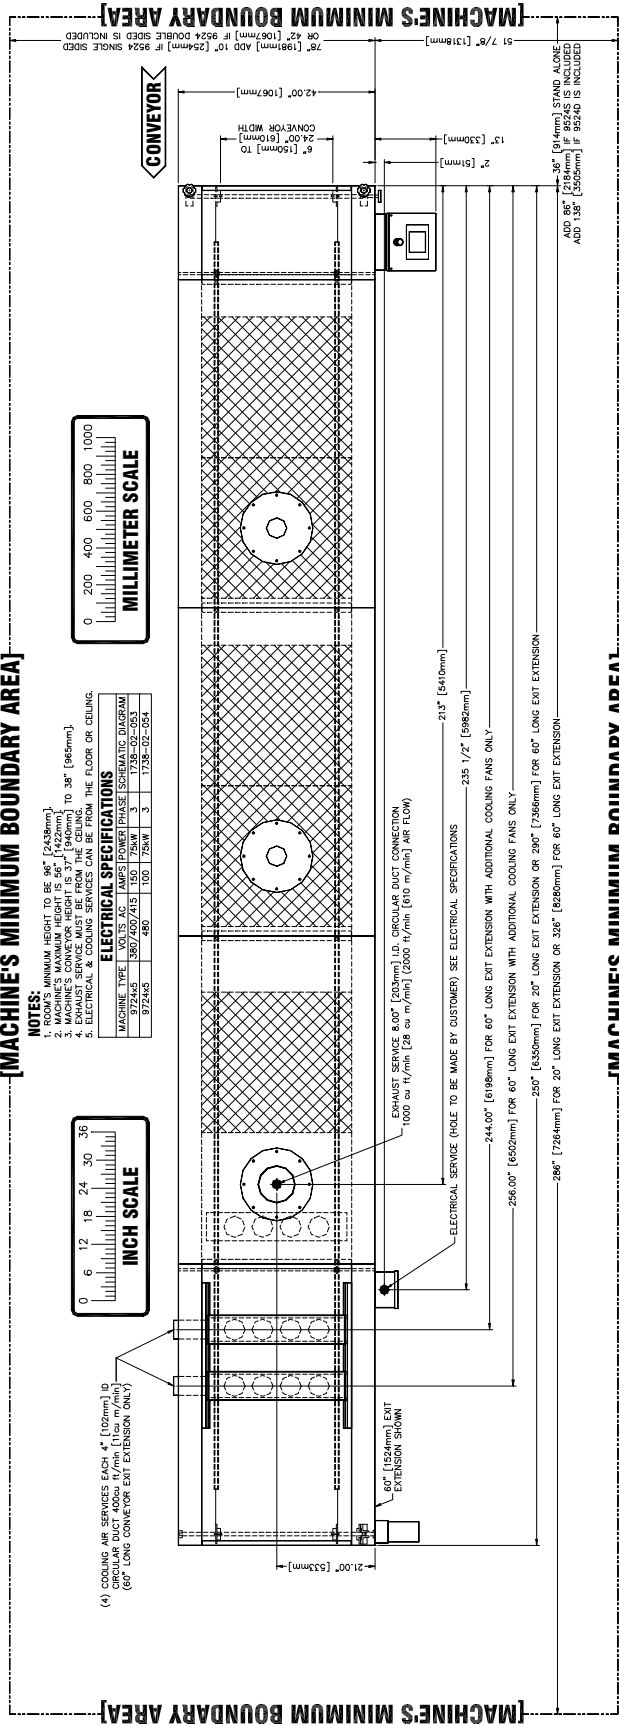 [MACHINE'S MINIMUM BOUNDARY AREA]
78" [1981mm] ADD 10" [254mm] IF 9524 SINGLE SIDED
OR 42" [1067mm] IF 9524 DOUBLE SIDED IS INCLUDED
51 7/8" [1318mm]
36" [914mm] STAND ALONE
ADD 86" [2184mm] IF 9524S IS INCLUDED
ADD 138" [3505mm] IF 9524D IS INCLUDED
CONVEYOR
42.00" [1067mm]
6" [150mm] TO
24.00" [610mm]
CONVEYOR WIDTH
13" [330mm]
2" [51mm]
0 200 400 600 800 1000
MILLIMETER SCALE
[MACHINE'S MINIMUM BOUNDARY AREA]
NOTES:
1. ROOM'S MINIMUM HEIGHT TO BE 96" [2438mm].
2. MACHINE'S MAXIMUM HEIGHT IS 56" [1422mm].
3. MACHINE'S CONVEYOR HEIGHT IS 37" [940mm] TO 38" [965mm].
4. EXHAUST SERVICE MUST BE FROM THE CEILING.
5. ELECTRICAL & COOLING SERVICES CAN BE FROM THE FLOOR OR CEILING.
ELECTRICAL SPECIFICATIONS
MACHINE TYPE VOLTS AC AMPS POWER PHASE SCHEMATIC DIAGRAM
9724x5 380/400/415 150 75kW 3 1738-02-053
9724x5 480 100 75kW 3 1738-02-054
0 6 12 18 24 30 36
INCH SCALE
EXHAUST SERVICE 8.00" [203mm] I.D. CIRCULAR DUCT CONNECTION
1000 cu ft/min [28 cu m/min] (2000 ft/min [610 m/min] AIR FLOW)
213" [5410mm]
ELECTRICAL SERVICE (HOLE TO BE MADE BY CUSTOMER) SEE ELECTRICAL SPECIFICATIONS
235 1/2" [5982mm]
244.00" [6198mm] FOR 60" LONG EXIT EXTENSION WITH ADDITIONAL COOLING FANS ONLY
256.00" [6502mm] FOR 60" LONG EXIT EXTENSION WITH ADDITIONAL COOLING FANS ONLY
250" [6350mm] FOR 20" LONG EXIT EXTENSION OR 290" [7366mm] FOR 60" LONG EXIT EXTENSION
286" [7264mm] FOR 20" LONG EXIT EXTENSION OR 326" [8280mm] FOR 60" LONG EXIT EXTENSION
(4) COOLING AIR SERVICES EACH 4" [102mm] ID
CIRCULAR DUCT 400cu ft/min [11cu m/min]
(60" LONG CONVEYOR EXIT EXTENSION ONLY)
60" [1524mm] EXIT
EXTENSION SHOWN
21.00" [533mm]
[MACHINE'S MINIMUM BOUNDARY AREA]
[MACHINE'S MINIMUM BOUNDARY AREA]